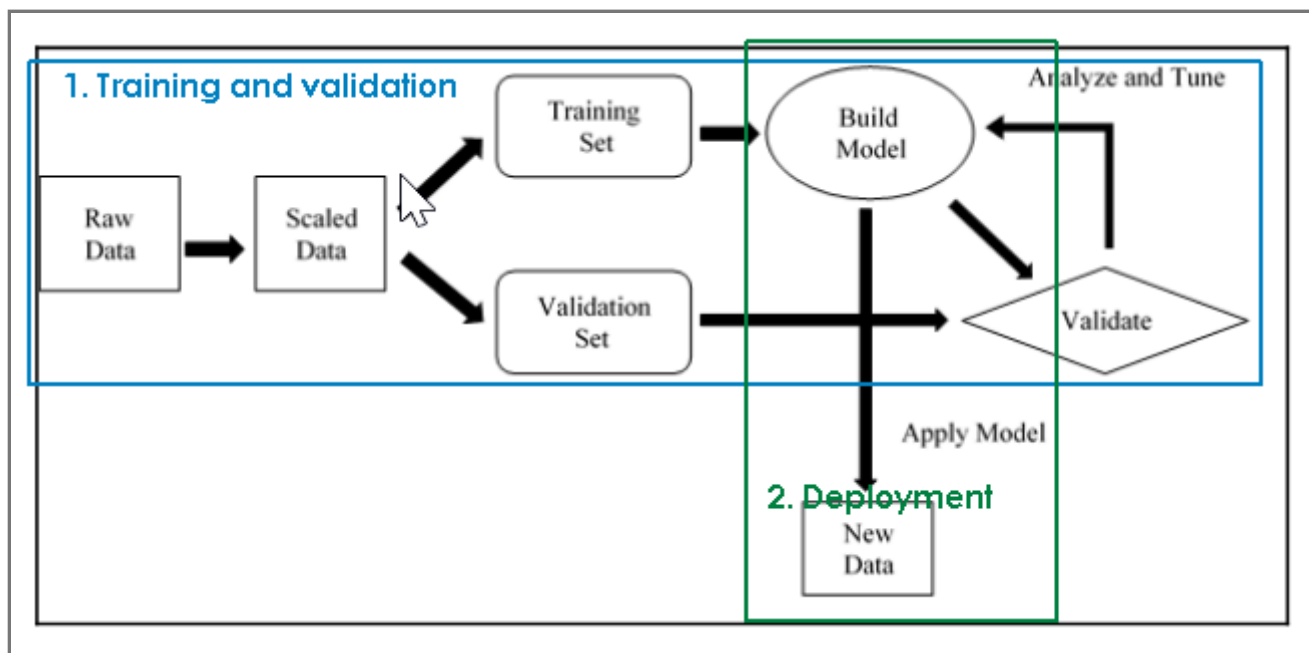 1. Training and validation
Analyze and Tune
Training
Set
Build
Model
Raw
Data
Scaled
Data
Validation
Set
Validate
Apply Model
2. Deployment
New
Data